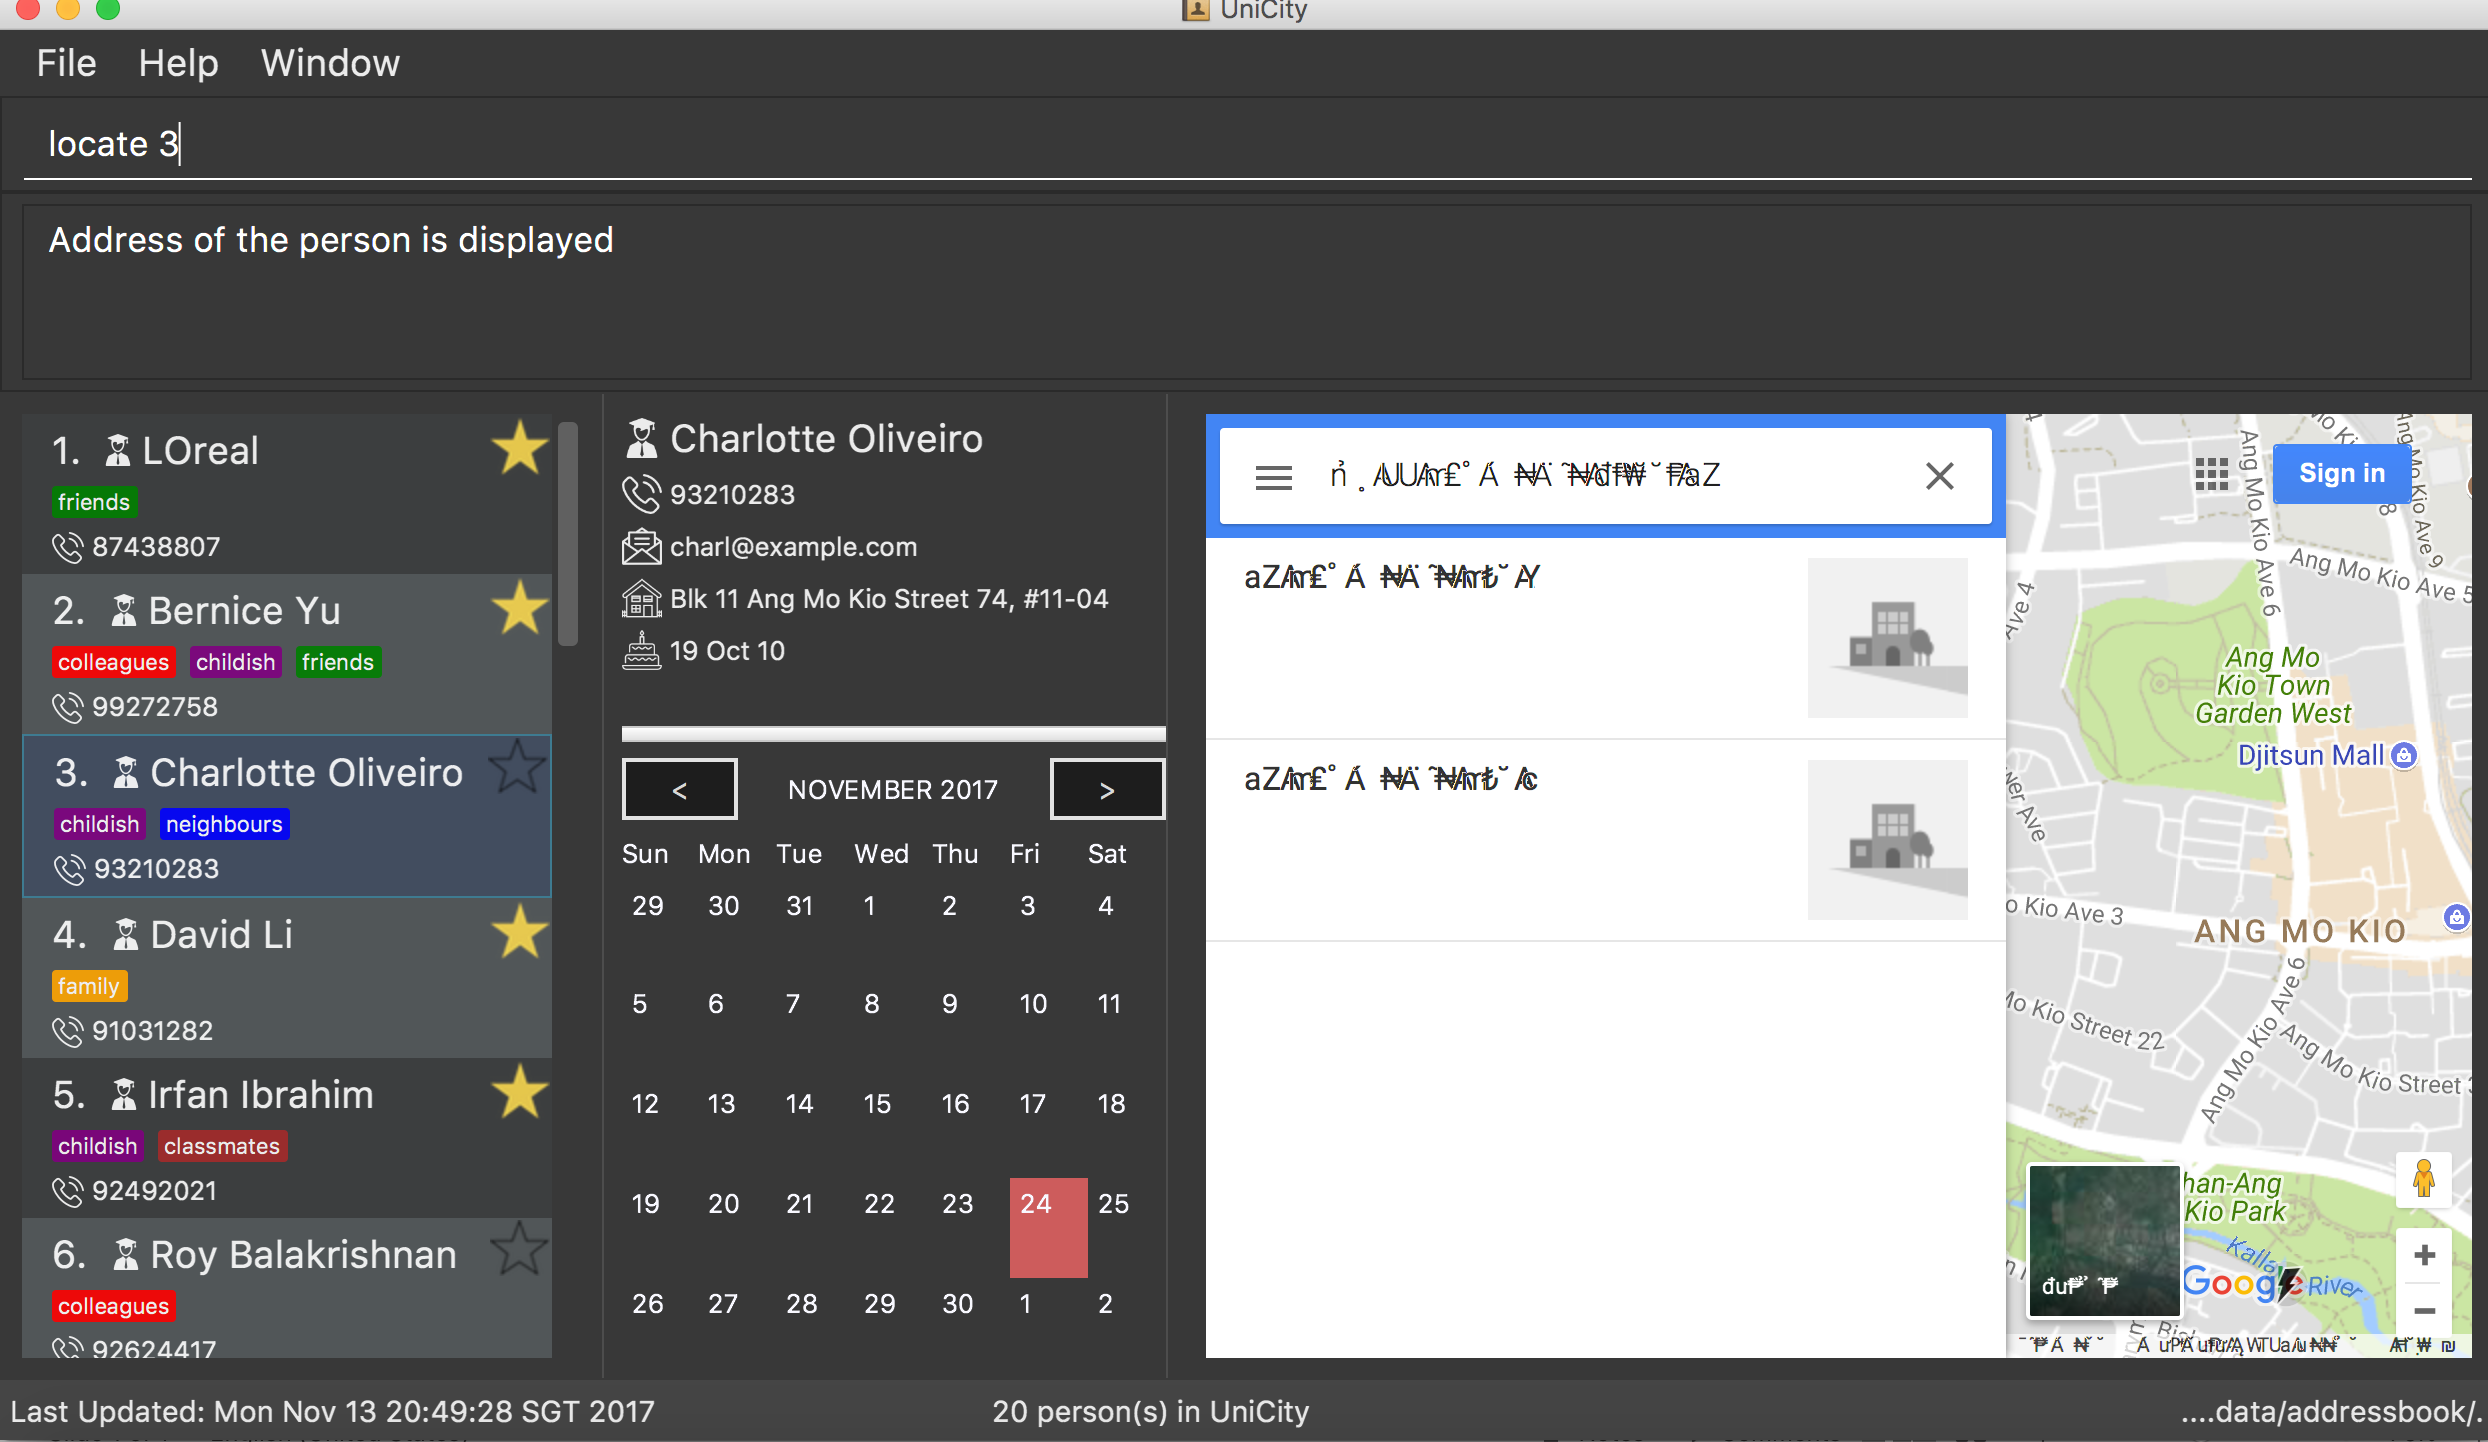 UniCity
File Help Window
locate 3
Address of the person is displayed
1. LOreal
friends
87438807
2. Bernice Yu
colleagues childish friends
99272758
3. Charlotte Oliveiro
childish neighbours
93210283
4. David Li
family
91031282
5. Irfan Ibrahim
childish classmates
92492021
6. Roy Balakrishnan
colleagues
92624417
Charlotte Oliveiro
93210283
charl@example.com
Blk 11 Ang Mo Kio Street 74, #11-04
19 Oct 10
< NOVEMBER 2017 >
Sun Mon Tue Wed Thu Fri Sat
29 30 31 1 2 3 4
5 6 7 8 9 10 11
12 13 14 15 16 17 18
19 20 21 22 23 24 25
26 27 28 29 30 1 2
Sign in
Ang Mo Kio Ave 6
Ang Mo Kio Ave 9
Ang Mo Kio Ave 5
Ave 4
Ang Mo
Kio Town
Garden West
Djitsun Mall
o Kio Ave 3
ANG MO KIO
Mo Kio Street 22
Ang Mo Kio Ave 6
Ang Mo Kio Street
han-Ang
Kio Park
River
Google
Last Updated: Mon Nov 13 20:49:28 SGT 2017
20 person(s) in UniCity
....data/addressbook/.